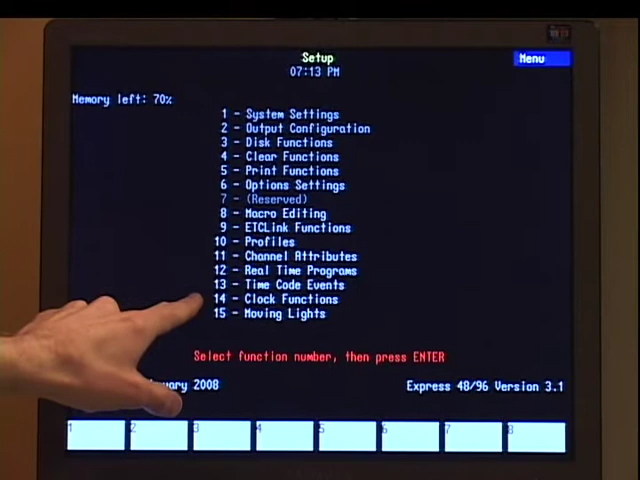 Setup
Menu
07:13 PM
Memory left: 70%
1 - System Settings
2 - Output Configuration
3 - Disk Functions
4 - Clear Functions
5 - Print Functions
6 - Options Settings
7 - (Reserved)
8 - Macro Editing
9 - ETCLink Functions
10 - Profiles
11 - Channel Attributes
12 - Real Time Programs
13 - Time Code Events
14 - Clock Functions
15 - Moving Lights
Select function number, then press ENTER
2008
Express 48/96 Version 3.1
1 2 3 4 5 6 7 8